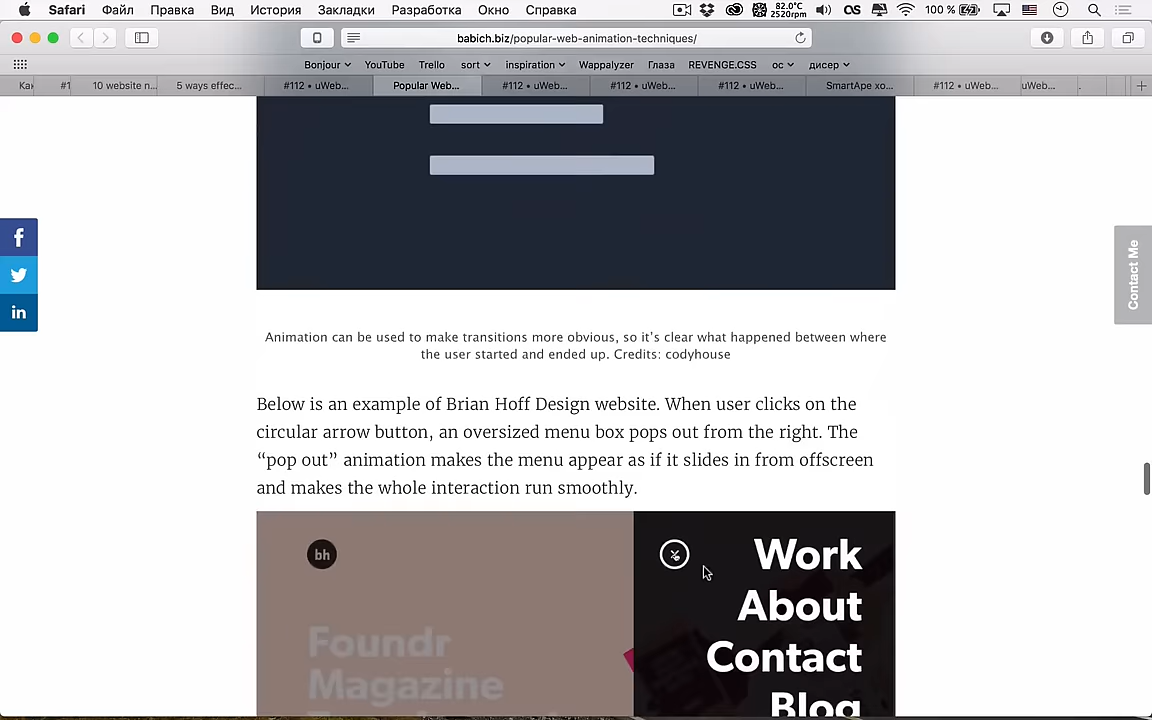 Safari Файл Правка Вид История Закладки Разработка Окно Справка 82.0°C 2520rpm 100 %
babich.biz/popular-web-animation-techniques/
Bonjour YouTube Trello sort inspiration Wappalyzer Глаза REVENGE.CSS ос дисер
#1 10 website n... 5 ways effec... #112 • uWeb... Popular Web... #112 • uWeb... #112 • uWeb... #112 • uWeb... SmartApe хо... #112 • uWeb... uWeb...
Contact Me
Animation can be used to make transitions more obvious, so it’s clear what happened between where
the user started and ended up. Credits: codyhouse
Below is an example of Brian Hoff Design website. When user clicks on the
circular arrow button, an oversized menu box pops out from the right. The
“pop out” animation makes the menu appear as if it slides in from offscreen
and makes the whole interaction run smoothly.
bh
Work
About
Contact
Blog
Foundr
Magazine